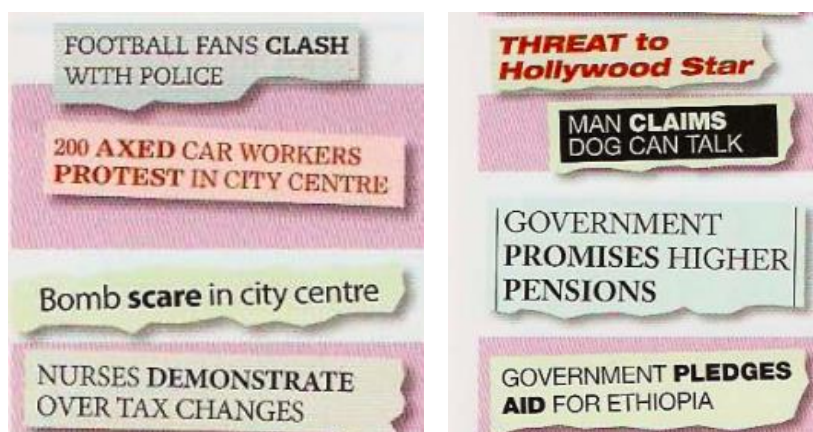 FOOTBALL FANS CLASH
WITH POLICE
200 AXED CAR WORKERS
PROTEST IN CITY CENTRE
Bomb scare in city centre
NURSES DEMONSTRATE
OVER TAX CHANGES
THREAT to
Hollywood Star
MAN CLAIMS
DOG CAN TALK
GOVERNMENT
PROMISES HIGHER
PENSIONS
GOVERNMENT PLEDGES
AID FOR ETHIOPIA